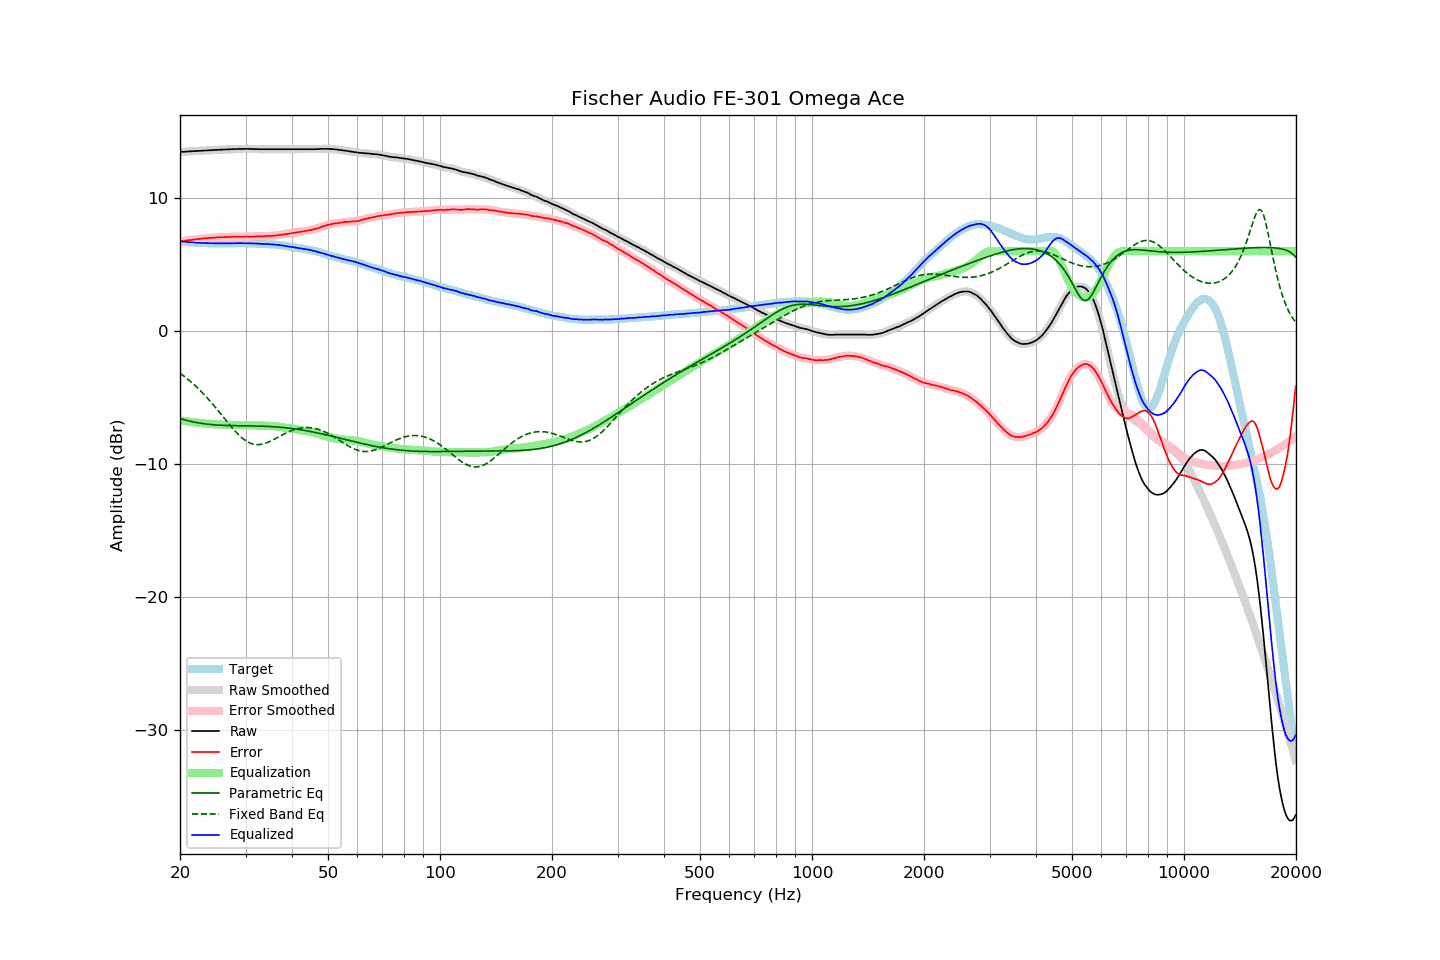 Fischer Audio FE-301 Omega Ace
Amplitude (dBr)
10
0
−10
−20
−30
Target
Raw Smoothed
Error Smoothed
Raw
Error
Equalization
Parametric Eq
Fixed Band Eq
Equalized
20 50 100 200 500 1000 2000 5000 10000 20000
Frequency (Hz)